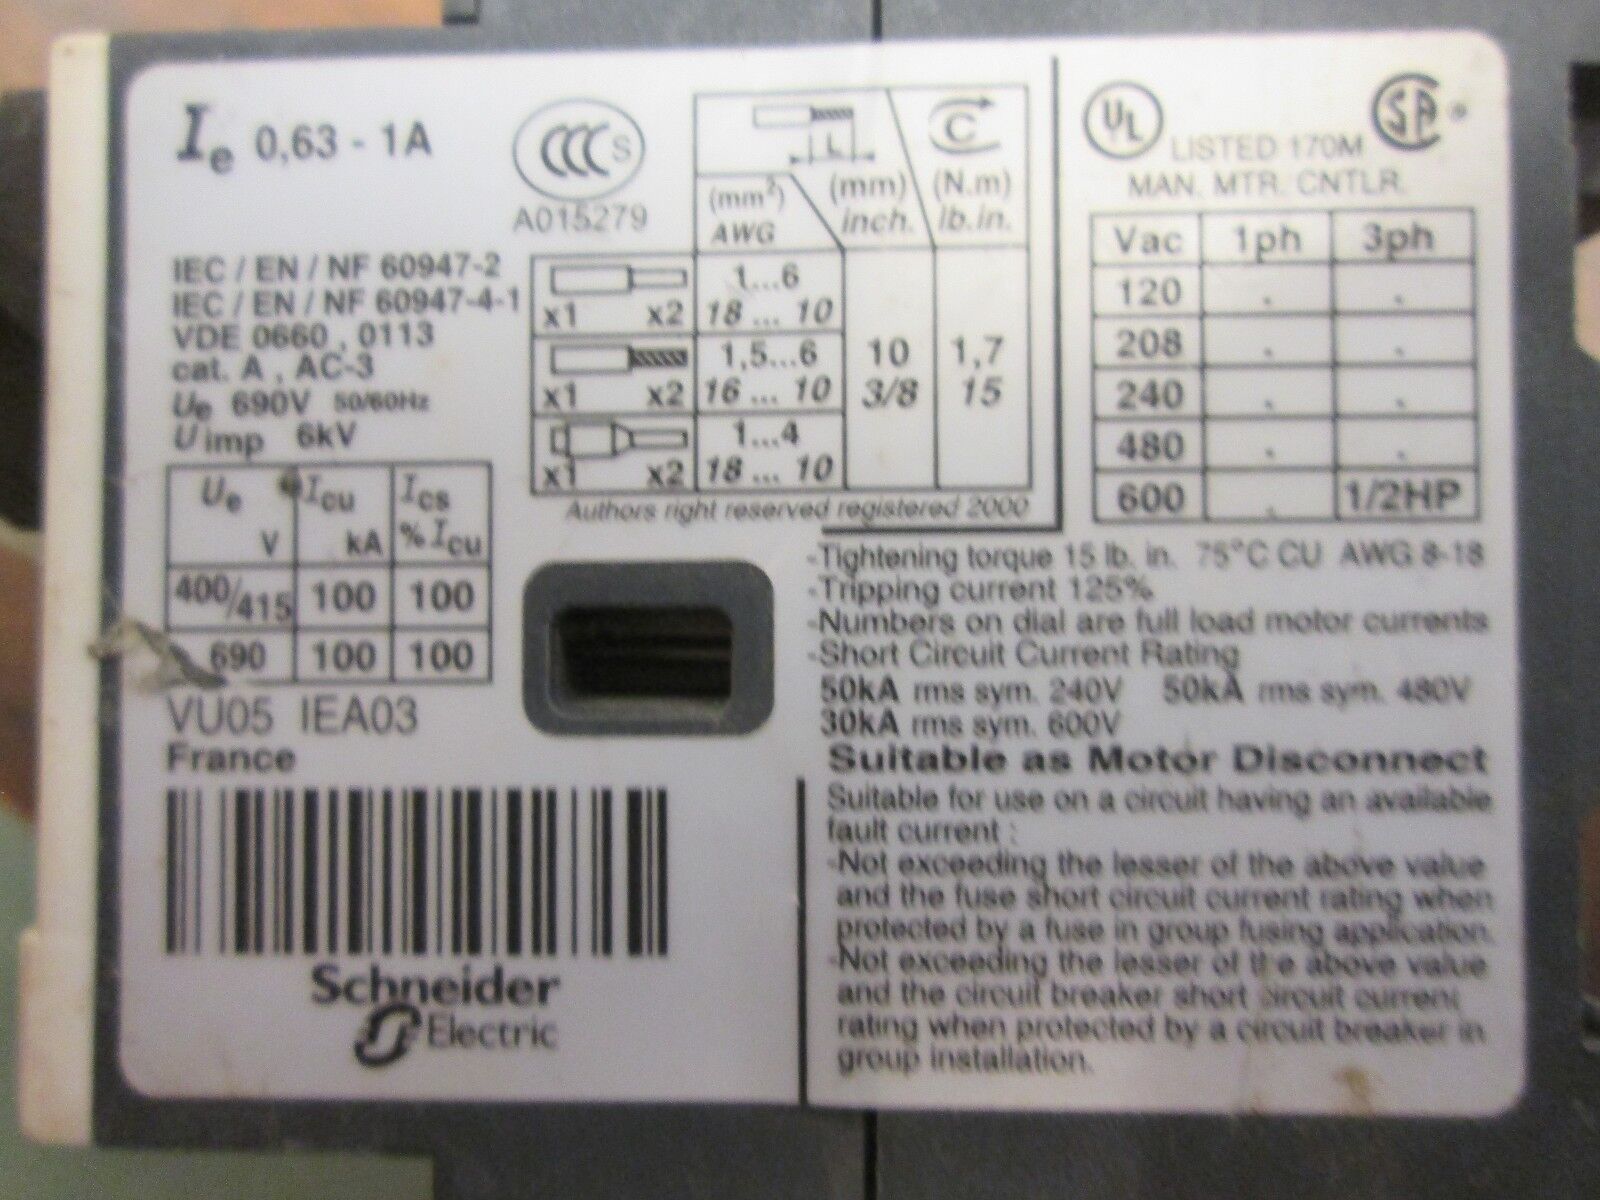 Ie 0,63 - 1A
CCC S
A015279
IEC / EN / NF 60947-2
IEC / EN / NF 60947-4-1
VDE 0660 , 0113
cat. A , AC-3
Ue 690V 50/60Hz
Uimp 6kV
Ue V Icu kA Ics % Icu
400/415 100 100
690 100 100
VU05 IEA03
France
Schneider
Electric
L C
(mm²) (mm) (N.m)
AWG inch. lb.in.
1...6
x1 x2 18 ... 10
1,5...6 10 1,7
x1 x2 16 ... 10 3/8 15
1...4
x1 x2 18 ... 10
Authors right reserved registered 2000
UL LISTED 170M SA
MAN. MTR. CNTLR.
Vac 1ph 3ph
120 . .
208 . .
240 . .
480 . .
600 . 1/2HP
-Tightening torque 15 lb. in. 75°C CU AWG 8-18
-Tripping current 125%
-Numbers on dial are full load motor currents
-Short Circuit Current Rating
50kA rms sym. 240V 50kA rms sym. 480V
30kA rms sym. 600V
Suitable as Motor Disconnect
Suitable for use on a circuit having an available
fault current :
-Not exceeding the lesser of the above value
and the fuse short circuit current rating when
protected by a fuse in group fusing application.
-Not exceeding the lesser of the above value
and the circuit breaker short circuit current
rating when protected by a circuit breaker in
group installation.